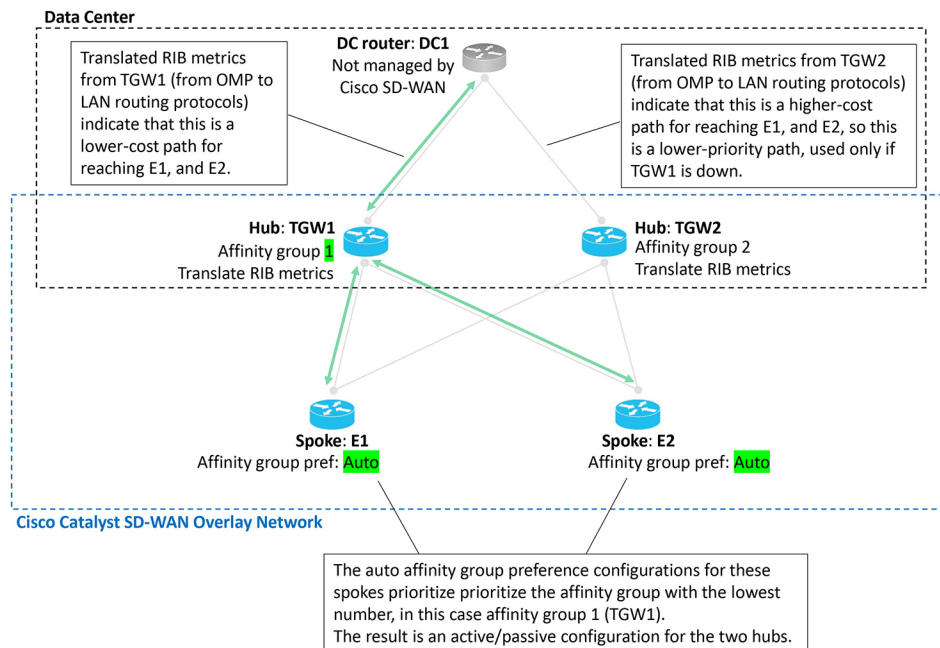 Data Center
Translated RIB metrics
from TGW1 (from OMP to
LAN routing protocols)
indicate that this is a
lower-cost path for
reaching E1, and E2.
DC router: DC1
Not managed by
Cisco SD-WAN
Translated RIB metrics from TGW2
(from OMP to LAN routing protocols)
indicate that this is a higher-cost
path for reaching E1, and E2, so this
is a lower-priority path, used only if
TGW1 is down.
Hub: TGW1
Affinity group 1
Translate RIB metrics
Hub: TGW2
Affinity group 2
Translate RIB metrics
Spoke: E1
Affinity group pref: Auto
Spoke: E2
Affinity group pref: Auto
Cisco Catalyst SD-WAN Overlay Network
The auto affinity group preference configurations for these
spokes prioritize prioritize the affinity group with the lowest
number, in this case affinity group 1 (TGW1).
The result is an active/passive configuration for the two hubs.